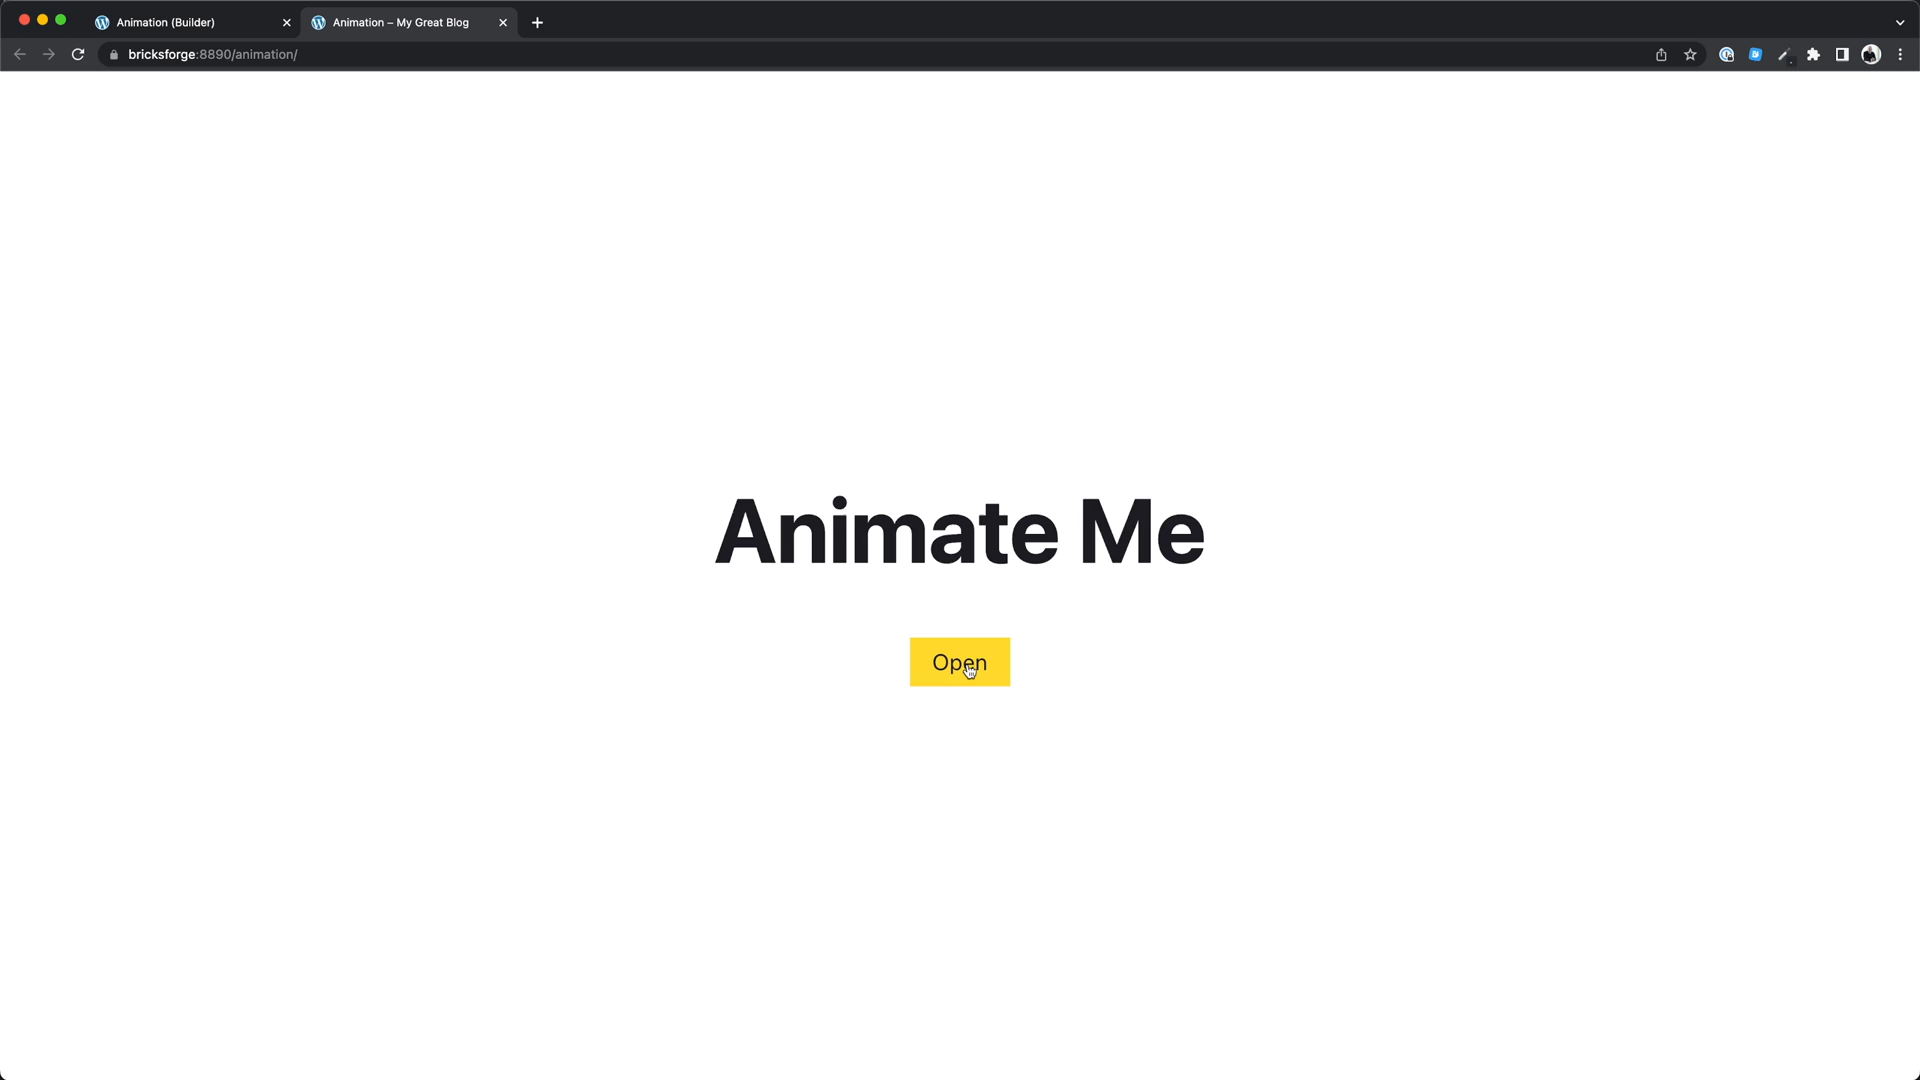 Animation (Builder)
Animation – My Great Blog
bricksforge:8890/animation/
Animate Me
Open